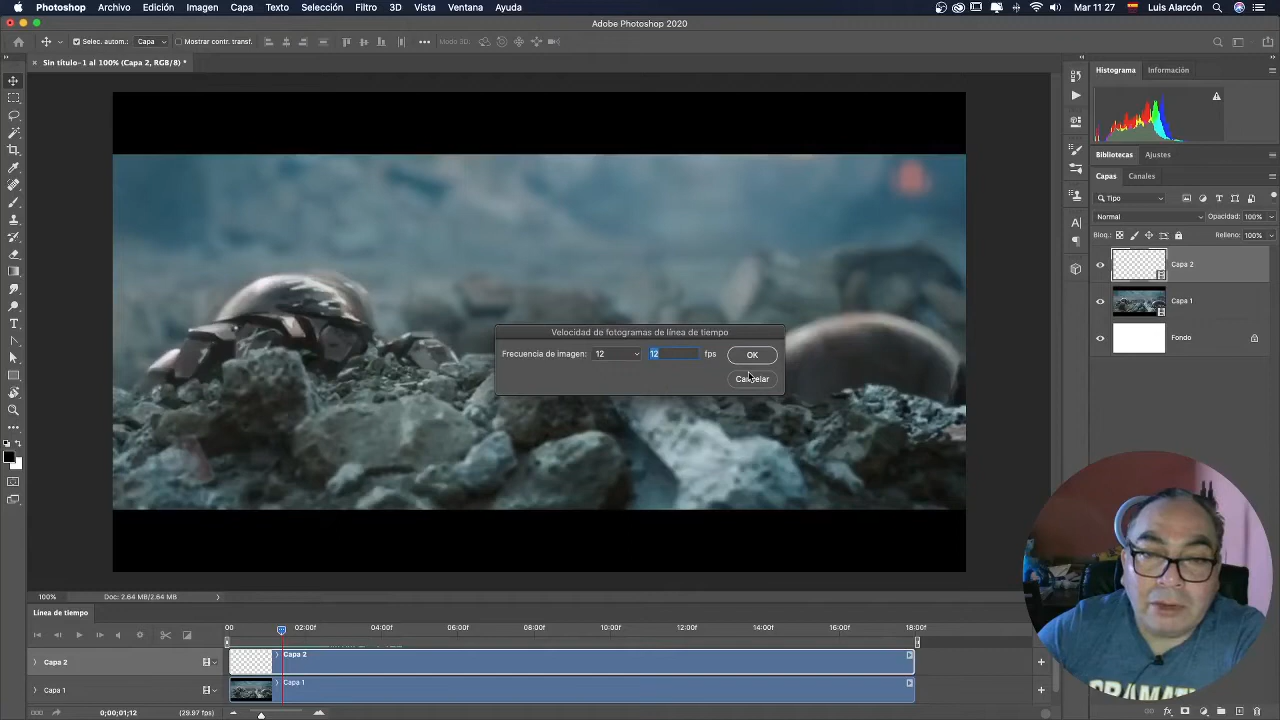 Photoshop Archivo Edición Imagen Capa Texto Selección Filtro 3D Vista Ventana Ayuda Mar 11 27 Luis Alarcón
Adobe Photoshop 2020
Selec. autom.: Capa Mostrar contr. transf. ••• Modo 3D:
Sin título-1 al 100% (Capa 2, RGB/8) *
Histograma Información
Bibliotecas Ajustes
Capas Canales
Tipo
Normal Opacidad: 100%
Bloq.: Relleno: 100%
Capa 2
Capa 1
Fondo
Velocidad de fotogramas de línea de tiempo
Frecuencia de imagen: 12 12 fps OK
Cancelar
100% Doc: 2.64 MB/2.64 MB
Línea de tiempo
00 02:00f 04:00f 06:00f 08:00f 10:00f 12:00f 14:00f 16:00f 18:00f
Capa 2 Capa 2
Capa 1 Capa 1
0;00;01;12 (29.97 fps)